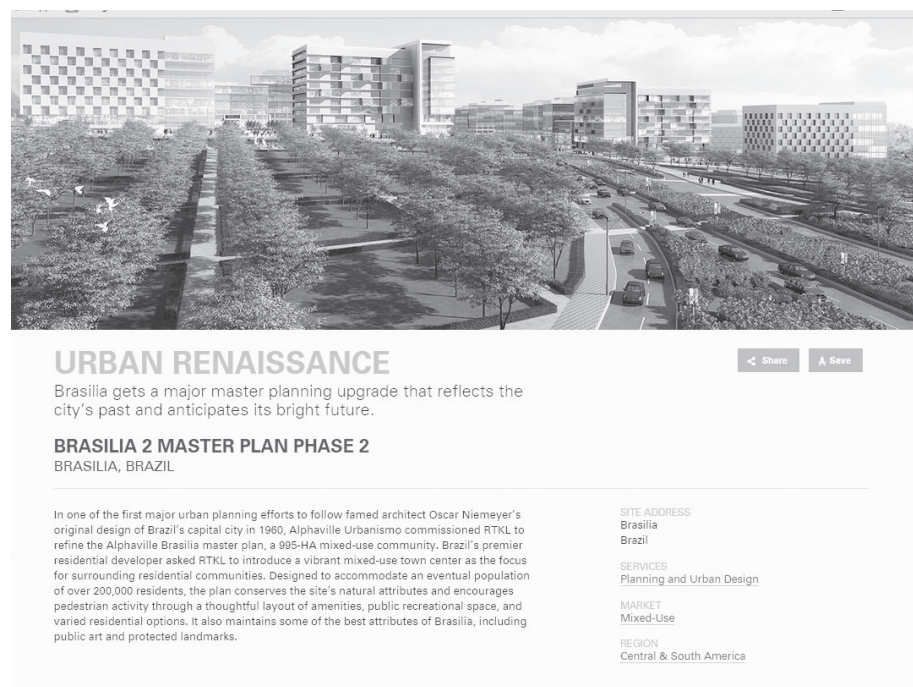 URBAN RENAISSANCE
Brasilia gets a major master planning upgrade that reflects the
city's past and anticipates its bright future.
Share
Save
BRASILIA 2 MASTER PLAN PHASE 2
BRASILIA, BRAZIL
In one of the first major urban planning efforts to follow famed architect Oscar Niemeyer's
original design of Brazil's capital city in 1960, Alphaville Urbanismo commissioned RTKL to
refine the Alphaville Brasilia master plan, a 995-HA mixed-use community. Brazil's premier
residential developer asked RTKL to introduce a vibrant mixed-use town center as the focus
for surrounding residential communities. Designed to accommodate an eventual population
of over 200,000 residents, the plan conserves the site's natural attributes and encourages
pedestrian activity through a thoughtful layout of amenities, public recreational space, and
varied residential options. It also maintains some of the best attributes of Brasilia, including
public art and protected landmarks.
SITE ADDRESS
Brasilia
Brazil
SERVICES
Planning and Urban Design
MARKET
Mixed-Use
REGION
Central & South America